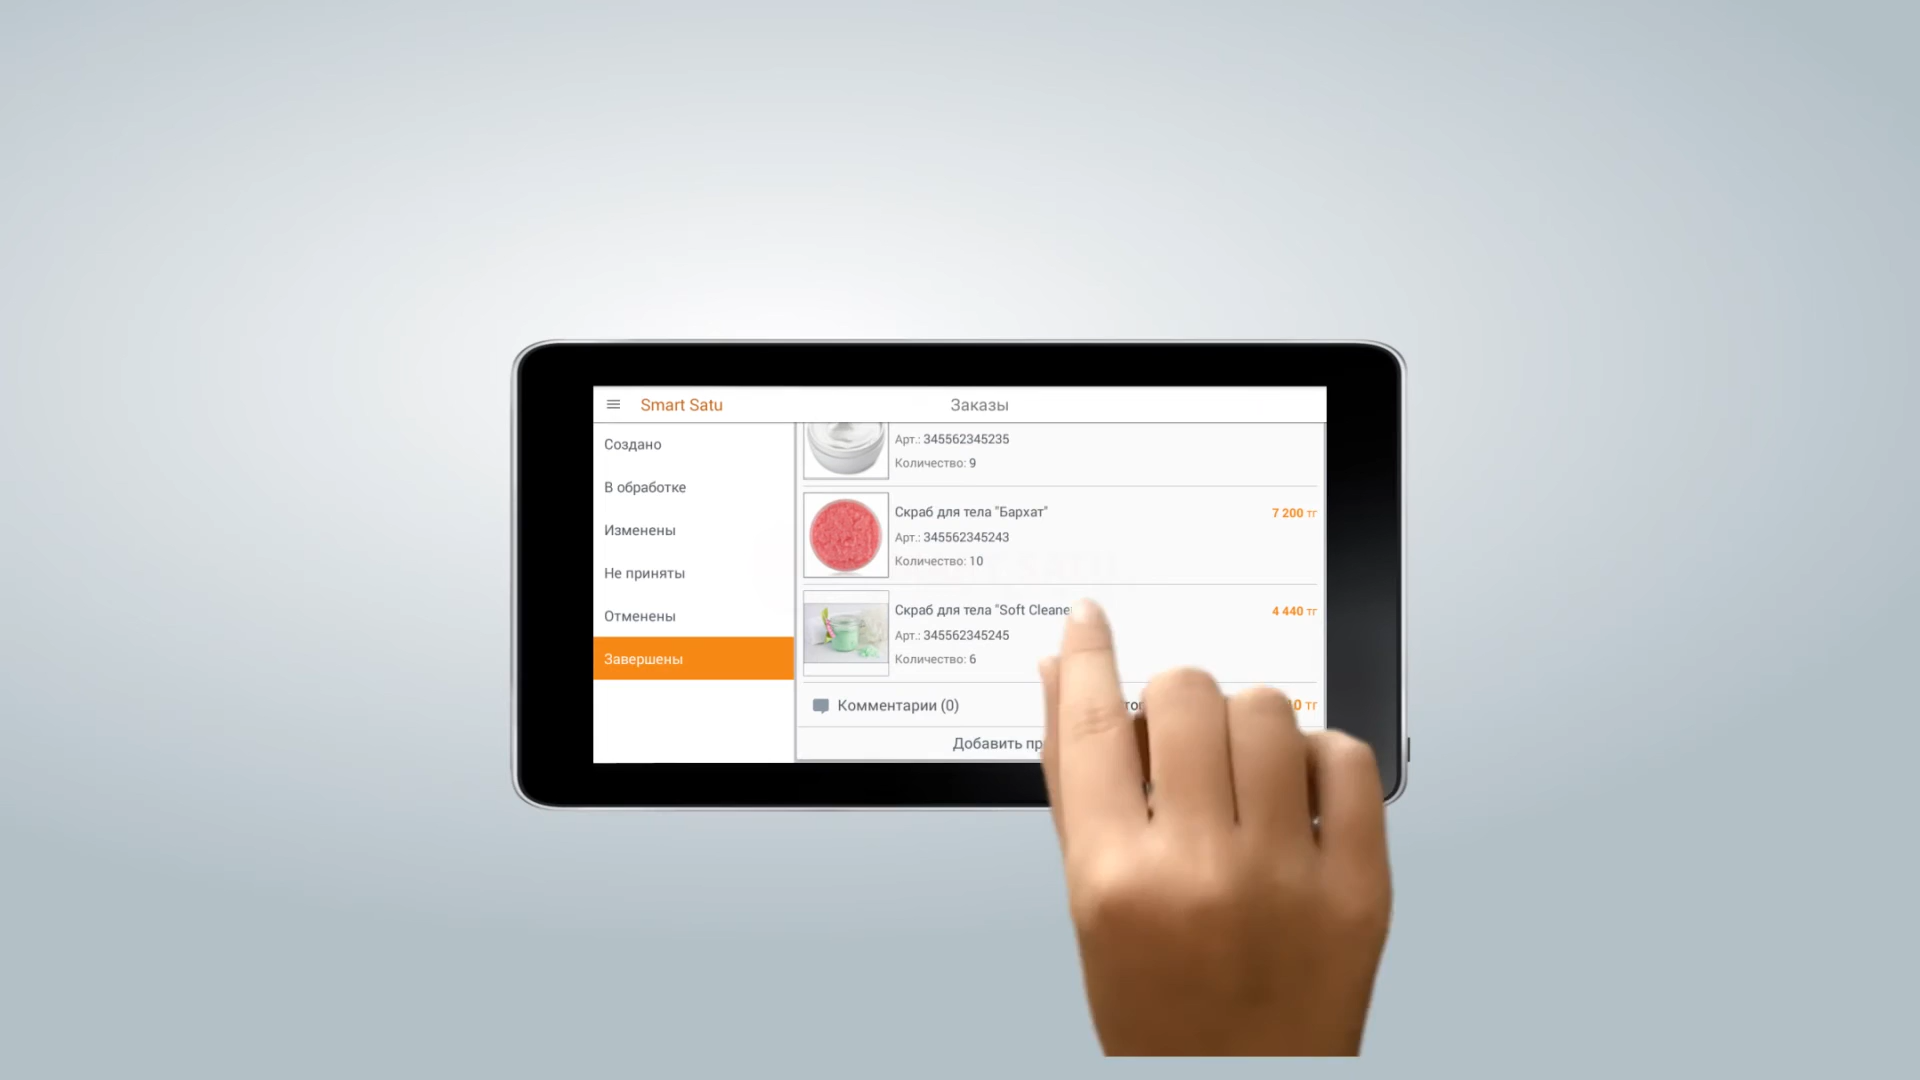 Smart Satu
Заказы
Создано
В обработке
Изменены
Не приняты
Отменены
Завершены
Арт.: 345562345235
Количество: 9
Скраб для тела "Бархат"
7 200 тг
Арт.: 345562345243
Количество: 10
Скраб для тела "Soft Cleane
4 440 тг
Арт.: 345562345245
Количество: 6
Комментарии (0)
0 тг
Добавить